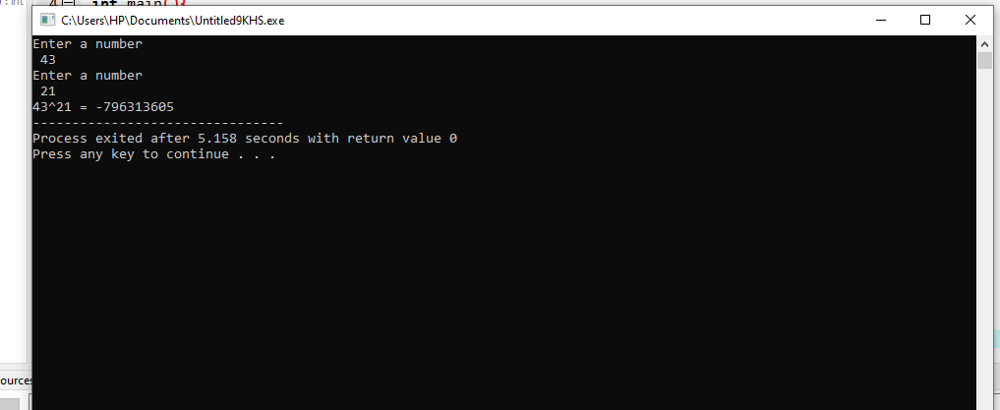 : int 4 int main(){
C:\Users\HP\Documents\Untitled9KHS.exe
Enter a number
43
Enter a number
21
43^21 = -796313605
--------------------------------
Process exited after 5.158 seconds with return value 0
Press any key to continue . . .
ources